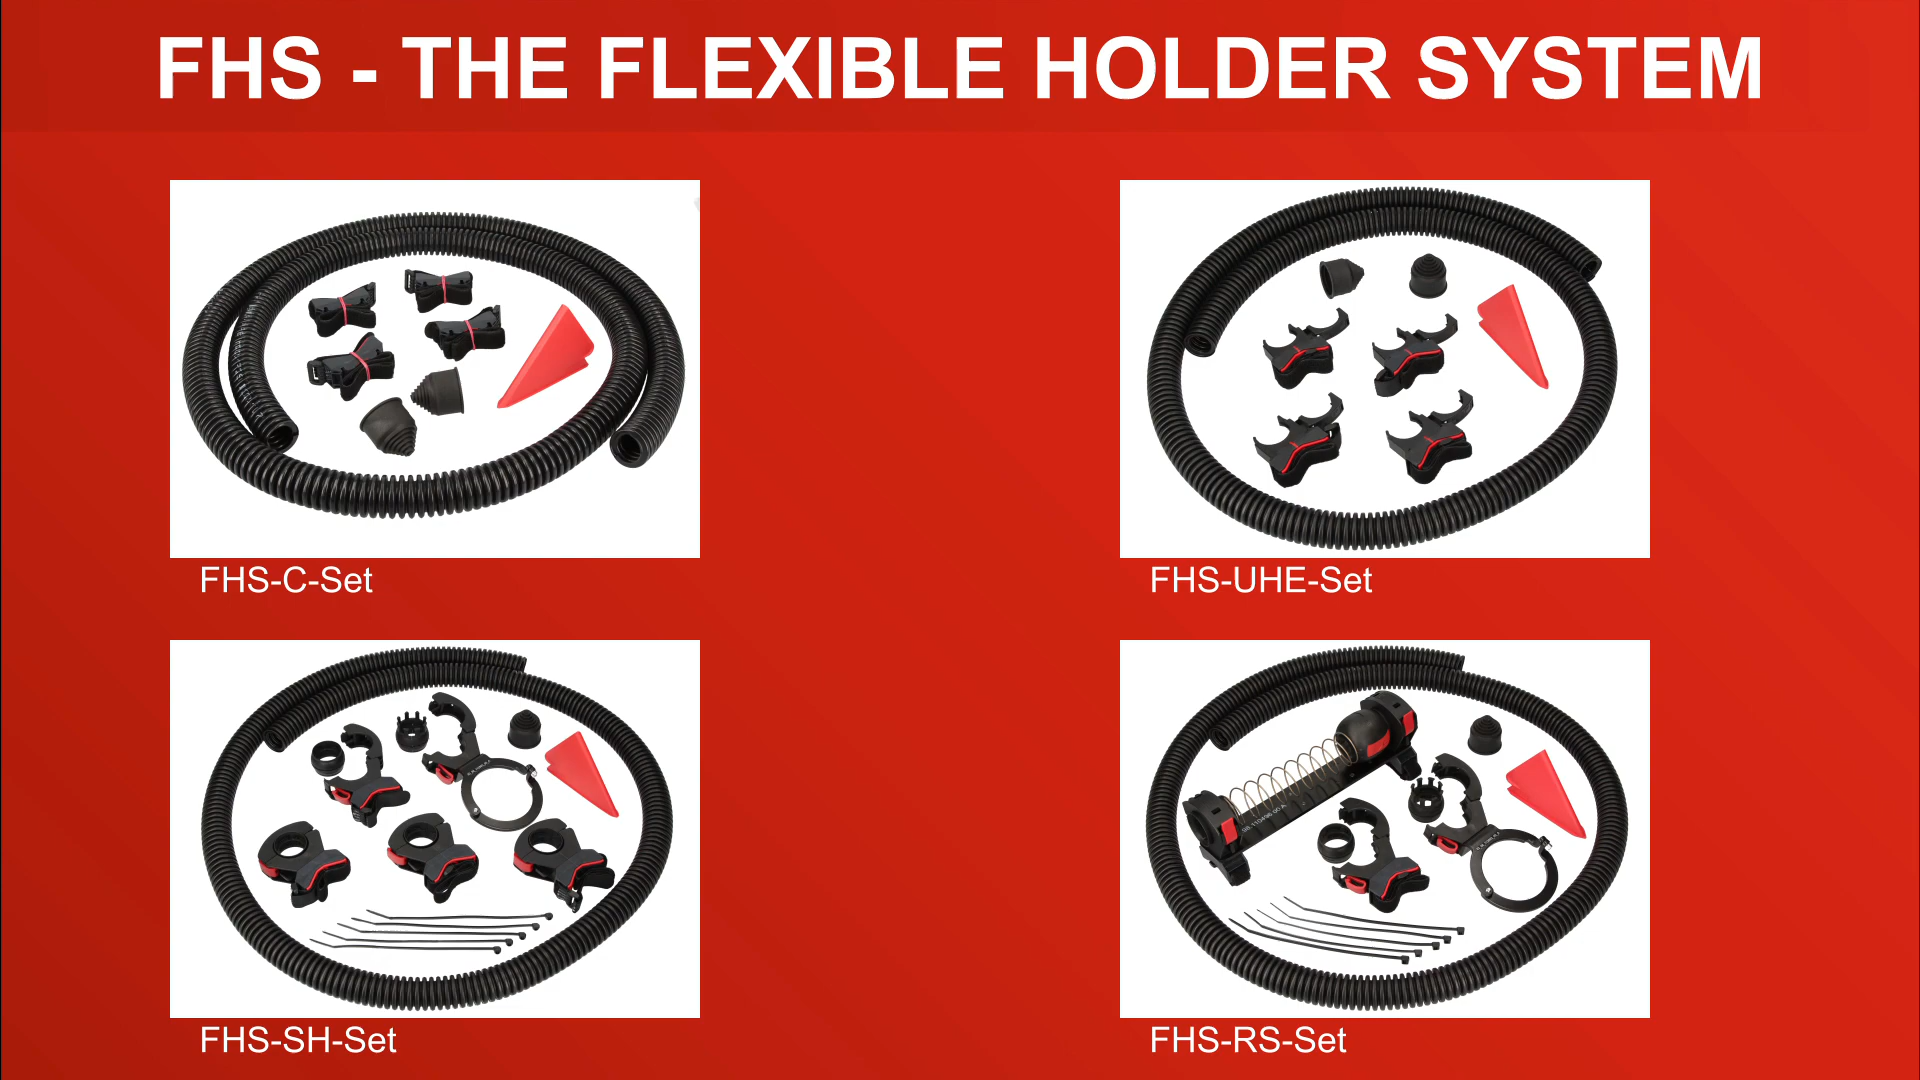 FHS - THE FLEXIBLE HOLDER SYSTEM
FHS-C-Set
FHS-UHE-Set
FHS-SH-Set
FHS-RS-Set